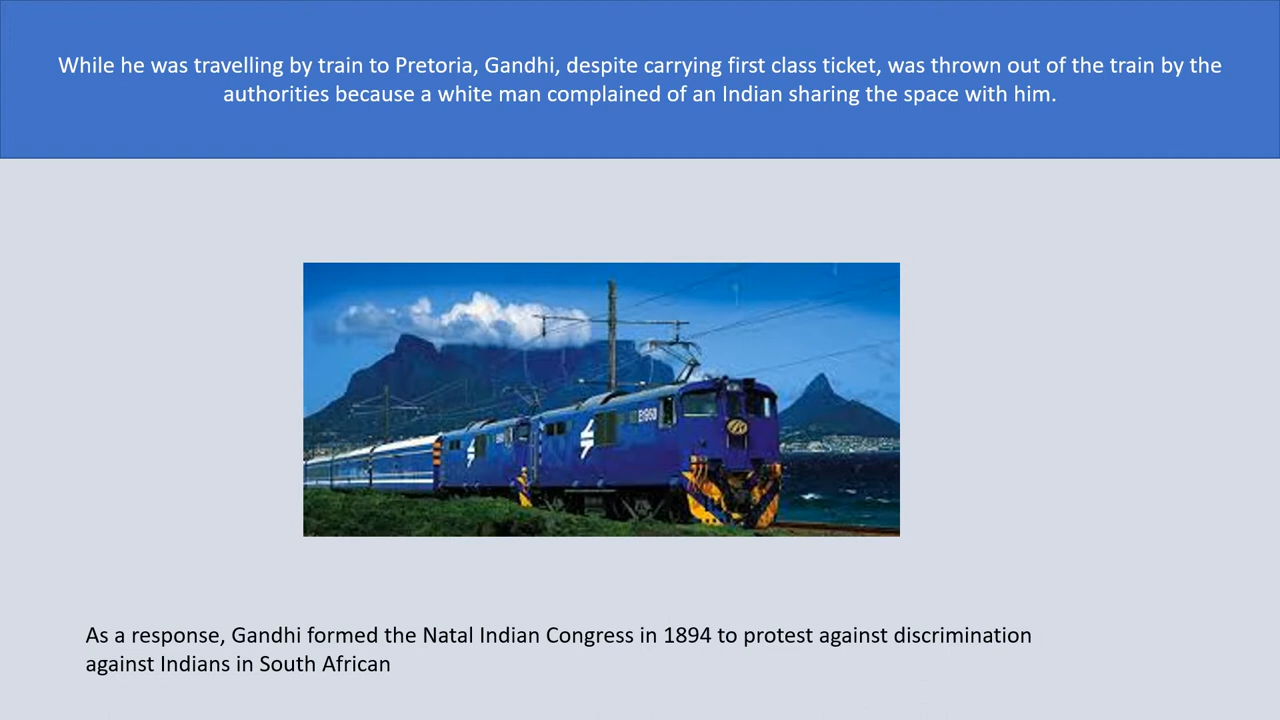 While he was travelling by train to Pretoria, Gandhi, despite carrying first class ticket, was thrown out of the train by the
authorities because a white man complained of an Indian sharing the space with him.
As a response, Gandhi formed the Natal Indian Congress in 1894 to protest against discrimination
against Indians in South African